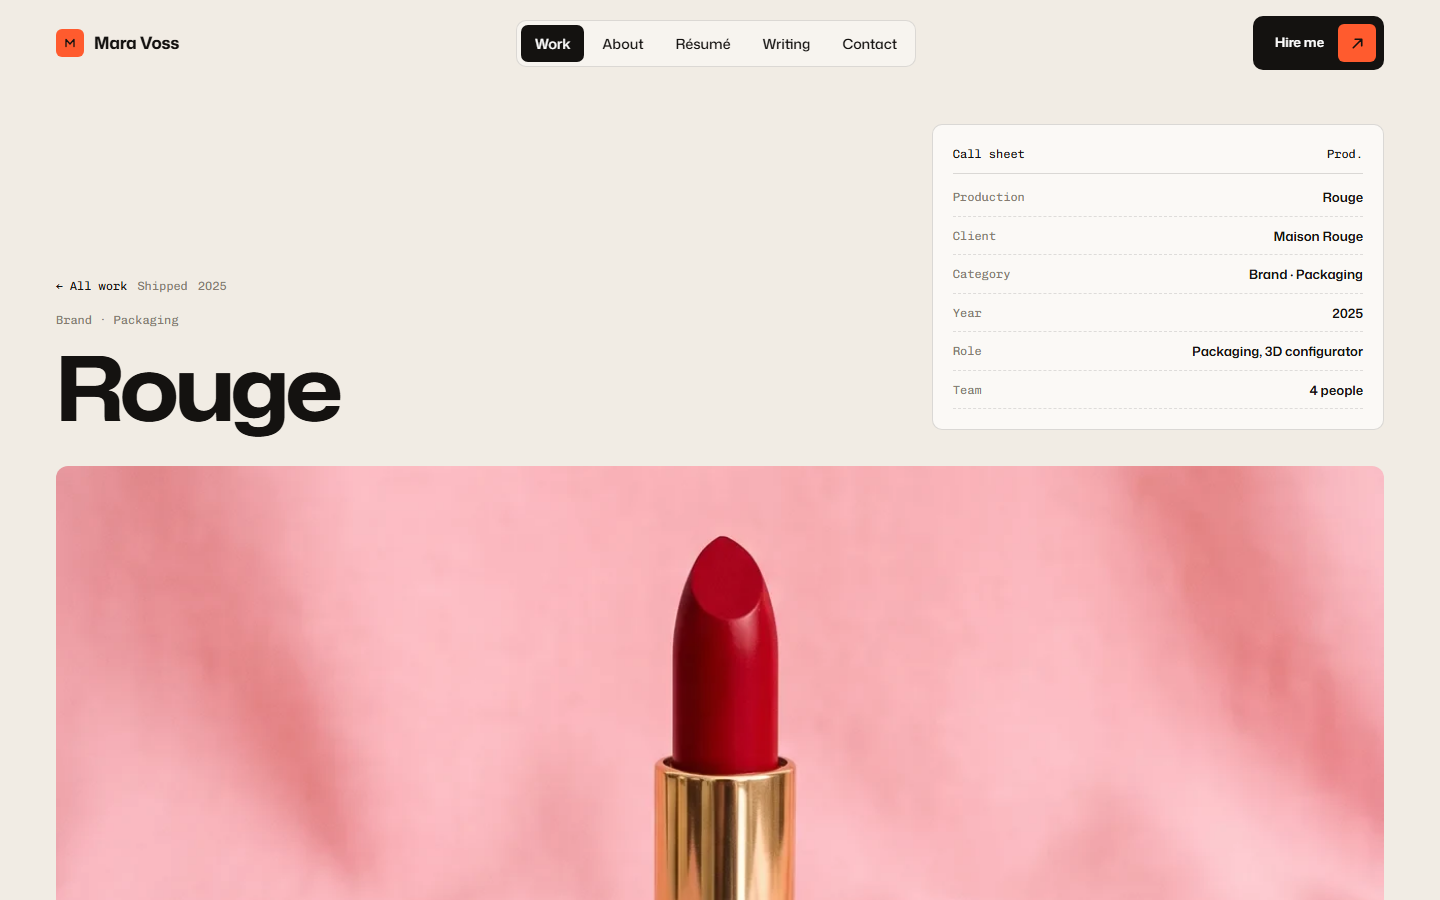 M Mara Voss
Work About Résumé Writing Contact
Hire me ↗
Call sheet Prod.
Production Rouge
Client Maison Rouge
Category Brand · Packaging
Year 2025
Role Packaging, 3D configurator
Team 4 people
← All work Shipped 2025
Brand · Packaging
Rouge